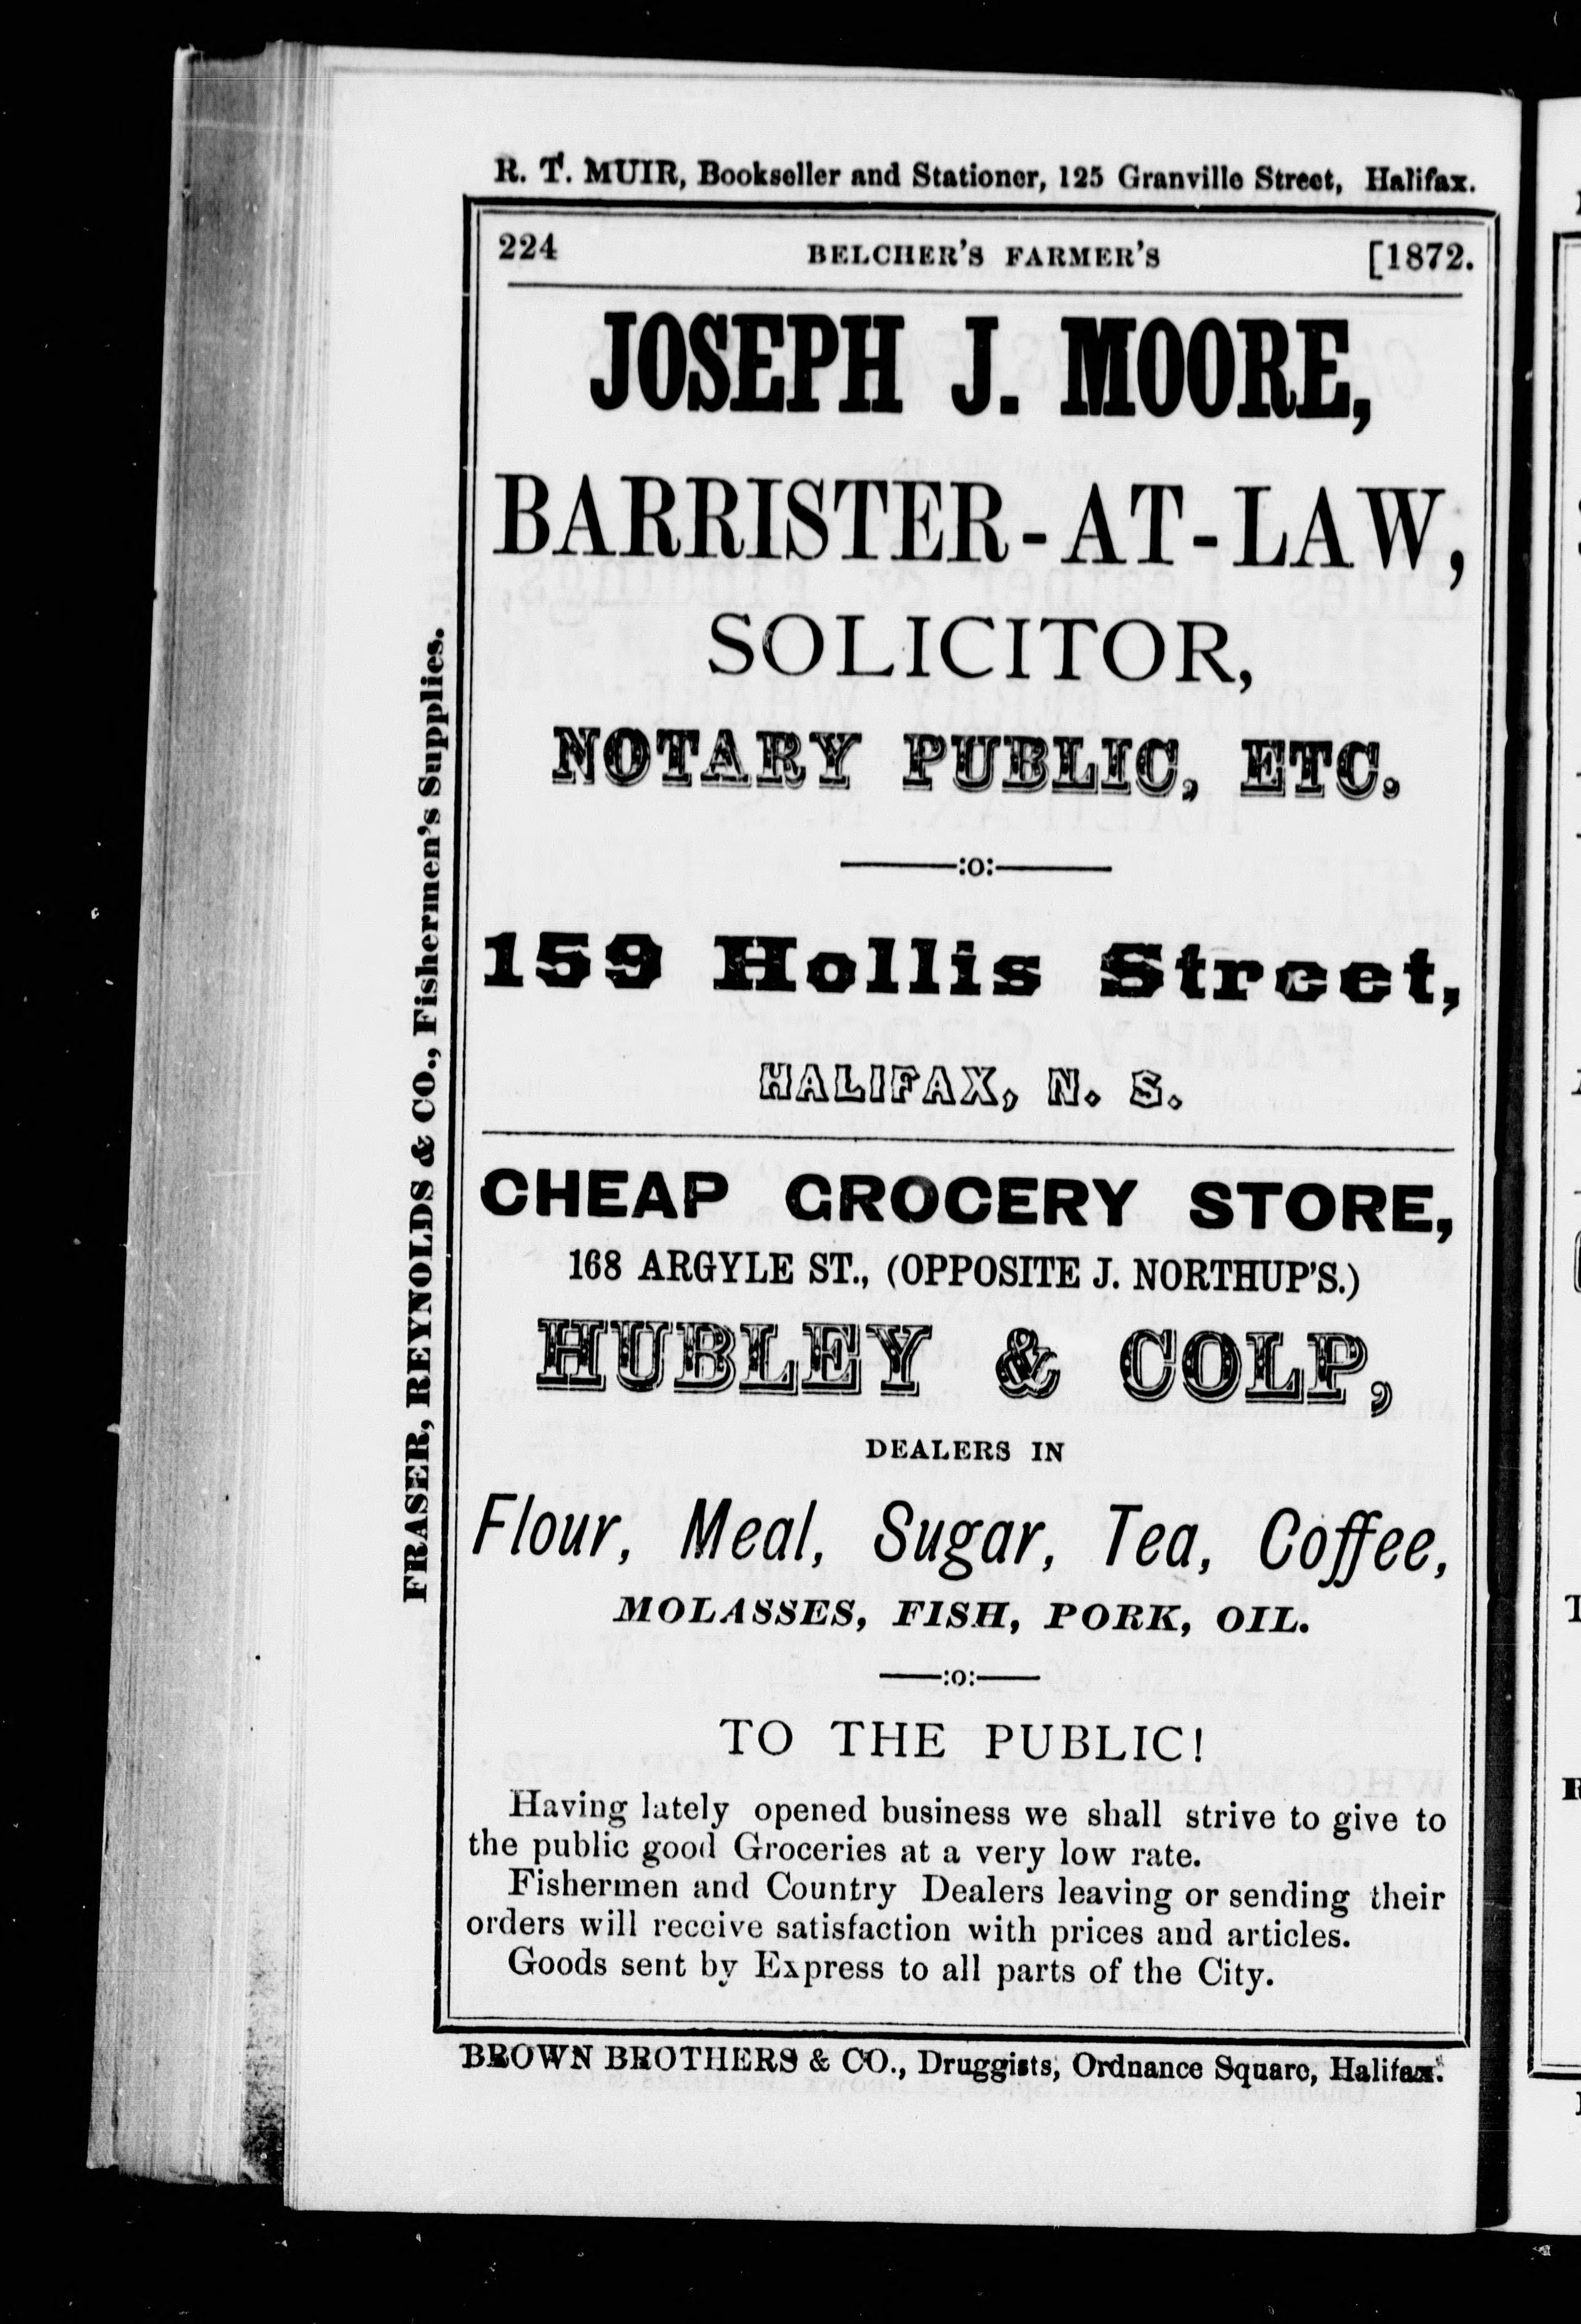 R. T. MUIR, Bookseller and Stationer, 125 Granville Street, Halifax.
224 BELCHER'S FARMER'S [1872.
JOSEPH J. MOORE,
BARRISTER-AT-LAW,
SOLICITOR,
NOTARY PUBLIC, ETC.
:o:
159 Hollis Street,
HALIFAX, N. S.
CHEAP GROCERY STORE,
168 ARGYLE ST., (OPPOSITE J. NORTHUP'S.)
HUBLEY & COLP,
DEALERS IN
Flour, Meal, Sugar, Tea, Coffee,
MOLASSES, FISH, PORK, OIL.
:o:
TO THE PUBLIC!
Having lately opened business we shall strive to give to
the public good Groceries at a very low rate.
Fishermen and Country Dealers leaving or sending their
orders will receive satisfaction with prices and articles.
Goods sent by Express to all parts of the City.
BROWN BROTHERS & CO., Druggists, Ordnance Square, Halifax.
FRASER, REYNOLDS & CO., Fishermen's Supplies.